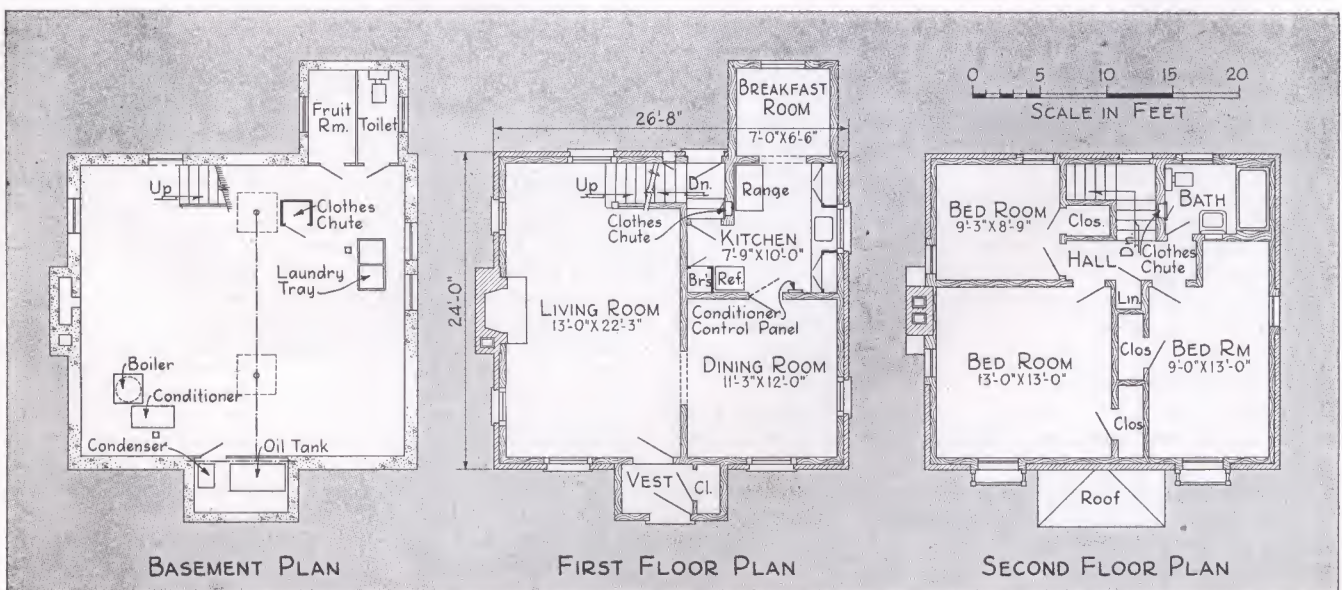 Fruit
Rm.
Toilet
Up
Clothes
Chute
Laundry
Tray
Boiler
Conditioner
Condenser
Oil Tank
BASEMENT PLAN
BREAKFAST
ROOM
7'-0"X6'-6"
26'-8"
24'-0"
Up
Dn.
Range
Clothes
Chute
KITCHEN
7'-9"X10'-0"
Br's
Ref.
LIVING ROOM
13'-0"X22'-3"
Conditioner
Control Panel
DINING ROOM
11'-3"X12'-0"
VEST
Cl.
FIRST FLOOR PLAN
0 5 10 15 20
SCALE IN FEET
BED ROOM
9'-3"X8'-9"
Clos.
Dn.
BATH
HALL
Clothes
Chute
Lin.
Clos
BED ROOM
13'-0"X13'-0"
BED RM
9'-0"X13'-0"
Clos
Roof
SECOND FLOOR PLAN